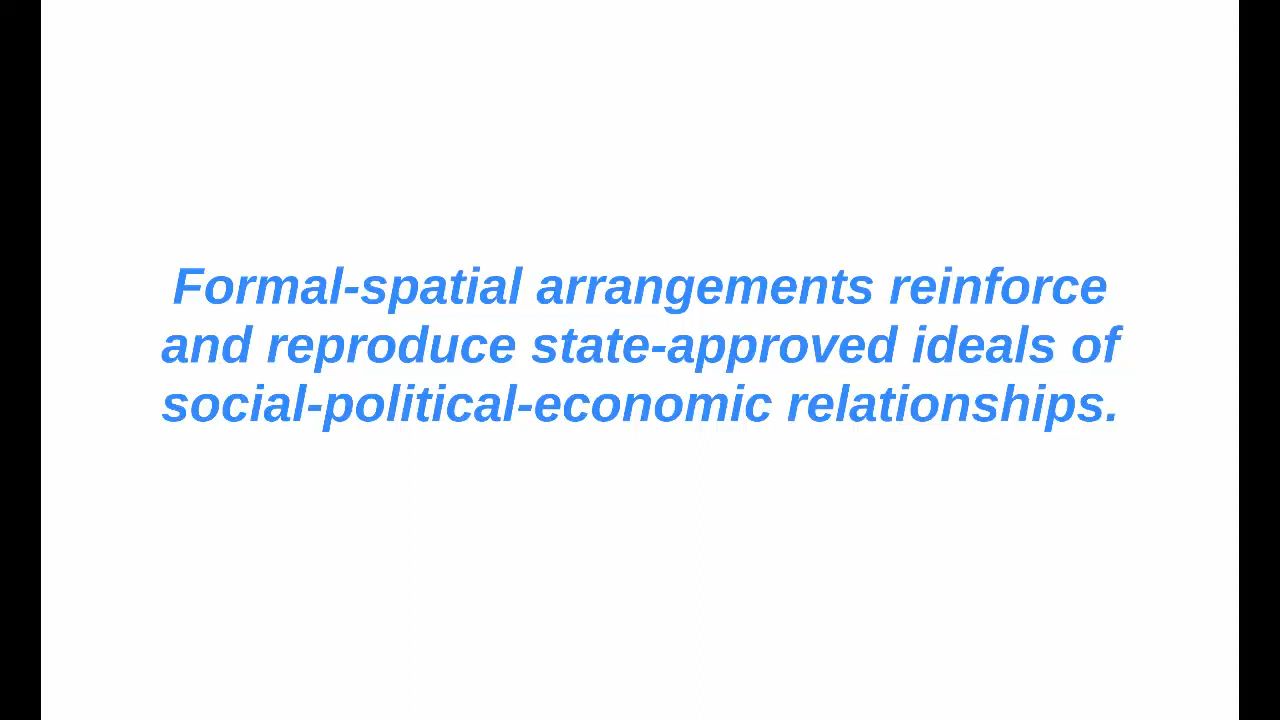 Formal-spatial arrangements reinforce
and reproduce state-approved ideals of
social-political-economic relationships.